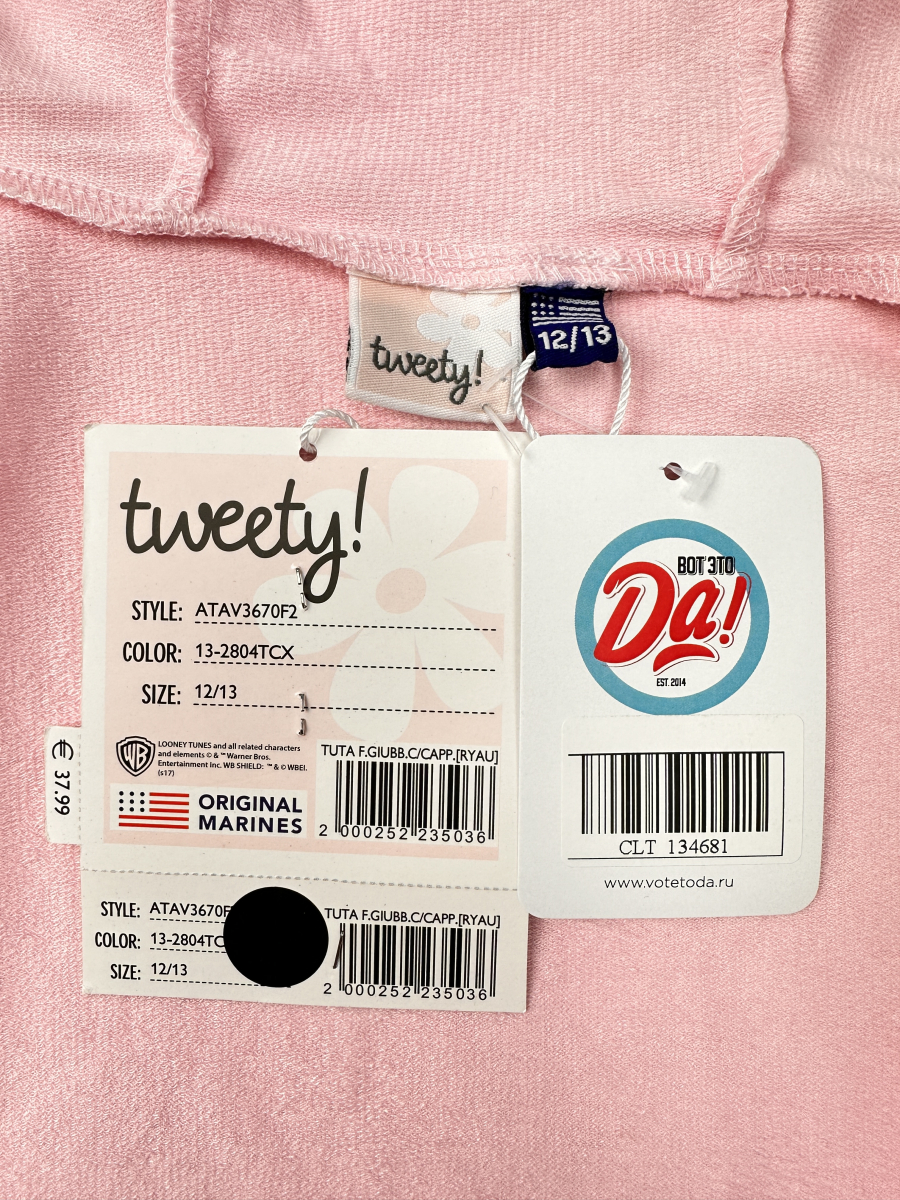 tweety!
12/13
tweety!
STYLE: ATAV3670F2
COLOR: 13-2804TCX
SIZE: 12/13
WB
LOONEY TUNES and all related characters
and elements © & ™ Warner Bros.
Entertainment Inc. WB SHIELD: ™ & © WBEI.
(s17)
ORIGINAL
MARINES
TUTA F.GIUBB.C/CAPP.[RYAU]
2 000252 235036
€ 37.99
STYLE: ATAV3670F
COLOR: 13-2804TC
SIZE: 12/13
TUTA F.GIUBB.C/CAPP.[RYAU]
2 000252 235036
ВОТ ЭТО
Да!
EST. 2014
CLT 134681
www.votetoda.ru